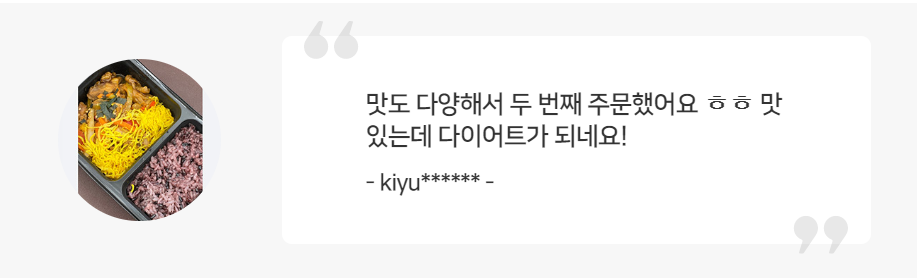 맛도 다양해서 두 번째 주문했어요 ㅎㅎ 맛
있는데 다이어트가 되네요!
- kiyu****** -